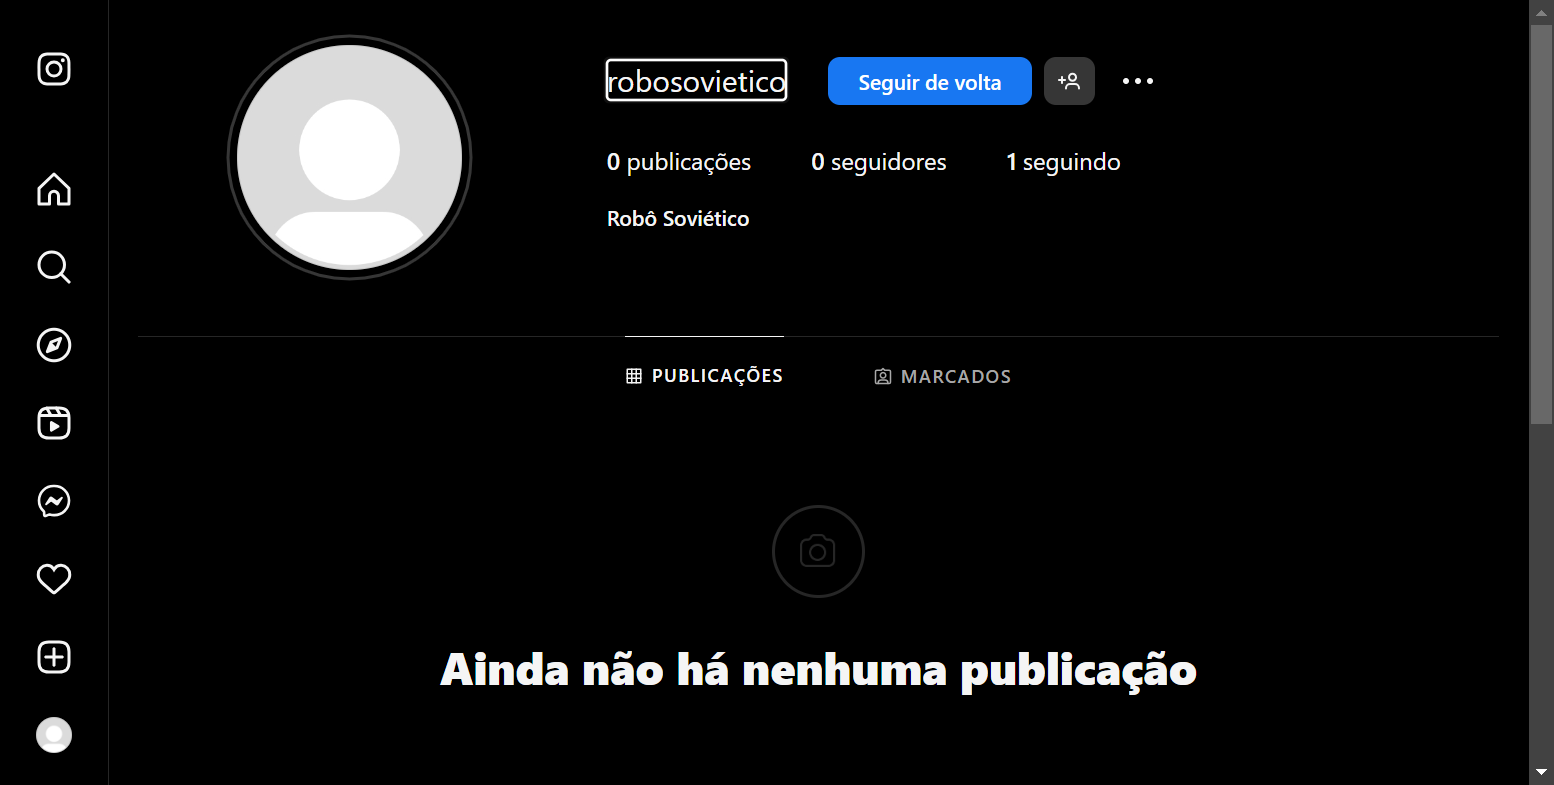 robosovietico
Seguir de volta
0 publicações 0 seguidores 1 seguindo
Robô Soviético
PUBLICAÇÕES
MARCADOS
Ainda não há nenhuma publicação